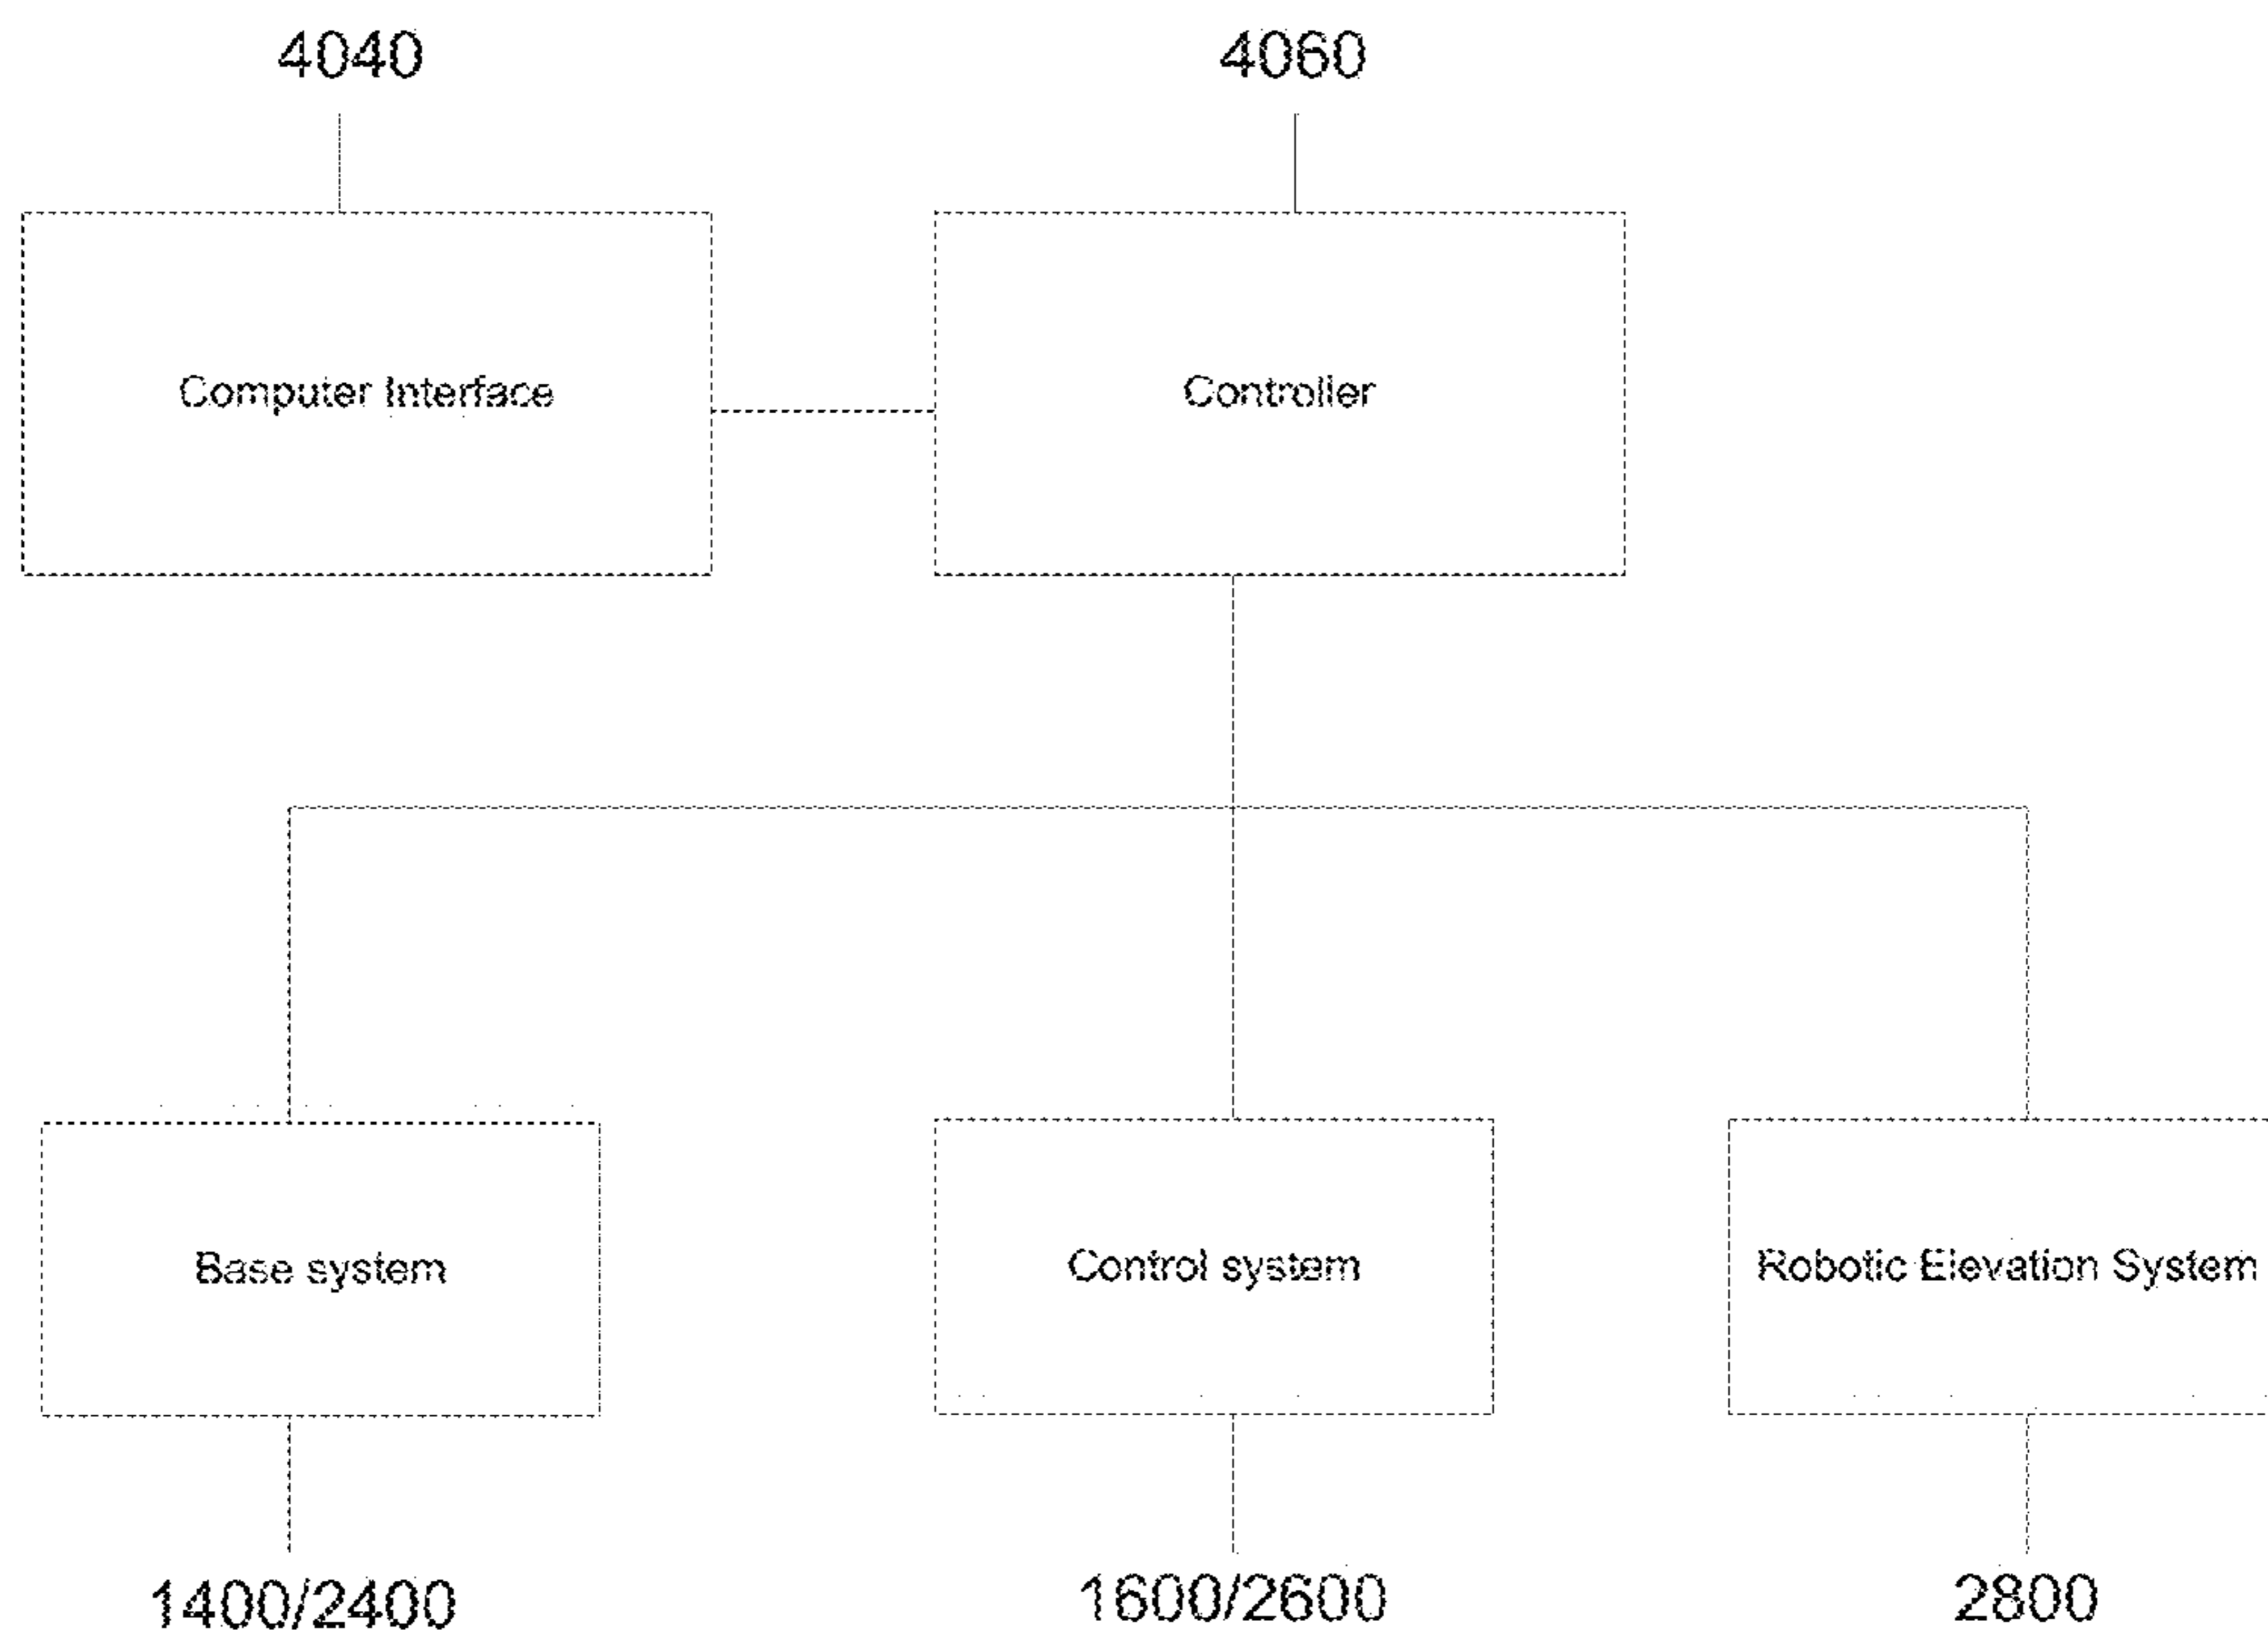 4040
4060
Computer Interface
Controller
Base system
Control system
Robotic Elevation System
1400/2400
1600/2600
2800